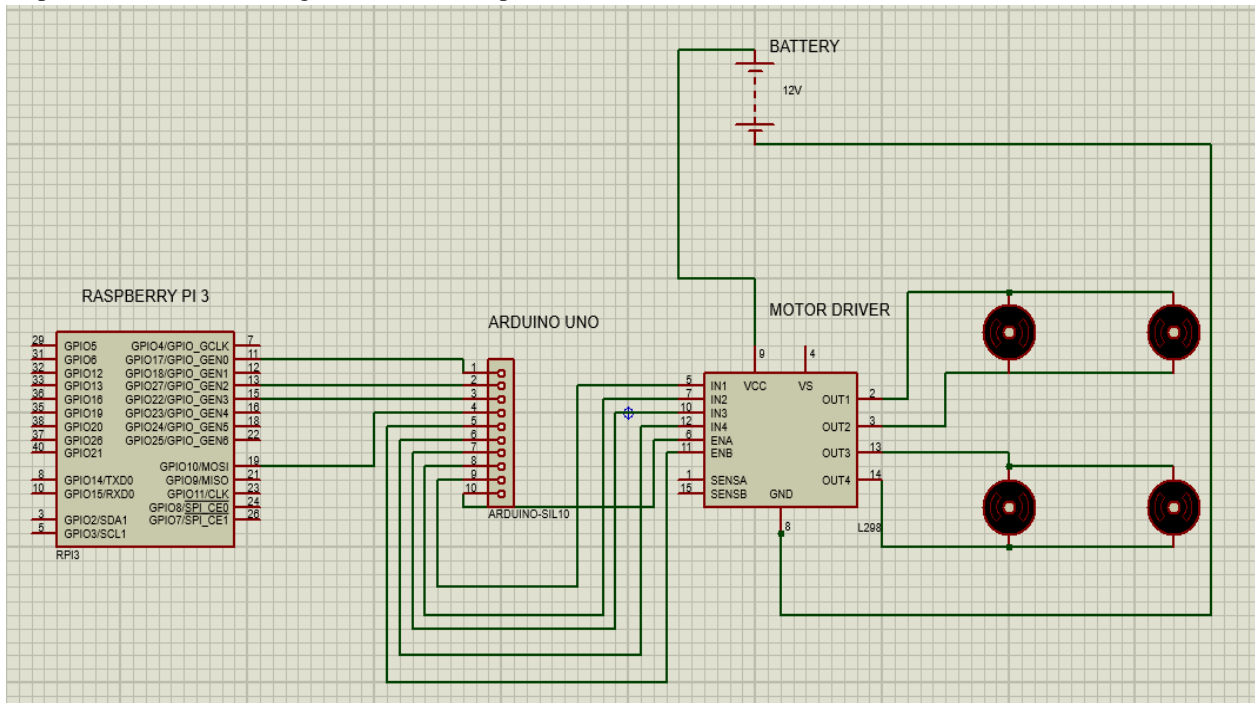 BATTERY
12V
RASPBERRY PI 3
29 GPIO5 GPIO4/GPIO_GCLK 7
31 GPIO6 GPIO17/GPIO_GEN0 11
32 GPIO12 GPIO18/GPIO_GEN1 12
33 GPIO13 GPIO27/GPIO_GEN2 13
36 GPIO16 GPIO22/GPIO_GEN3 15
35 GPIO19 GPIO23/GPIO_GEN4 16
38 GPIO20 GPIO24/GPIO_GEN5 18
37 GPIO26 GPIO25/GPIO_GEN6 22
40 GPIO21
GPIO10/MOSI 19
8 GPIO14/TXD0 GPIO9/MISO 21
10 GPIO15/RXD0 GPIO11/CLK 23
GPIO8/SPI_CE0 24
3 GPIO2/SDA1 GPIO7/SPI_CE1 26
5 GPIO3/SCL1
RPI3
ARDUINO UNO
1
2
3
4
5
6
7
8
9
10
ARDUINO-SIL10
MOTOR DRIVER
9 4
5 IN1 VCC VS OUT1 2
7 IN2
10 IN3 OUT2 3
12 IN4
6 ENA OUT3 13
11 ENB
1 SENSA OUT4 14
15 SENSB GND
8
L298